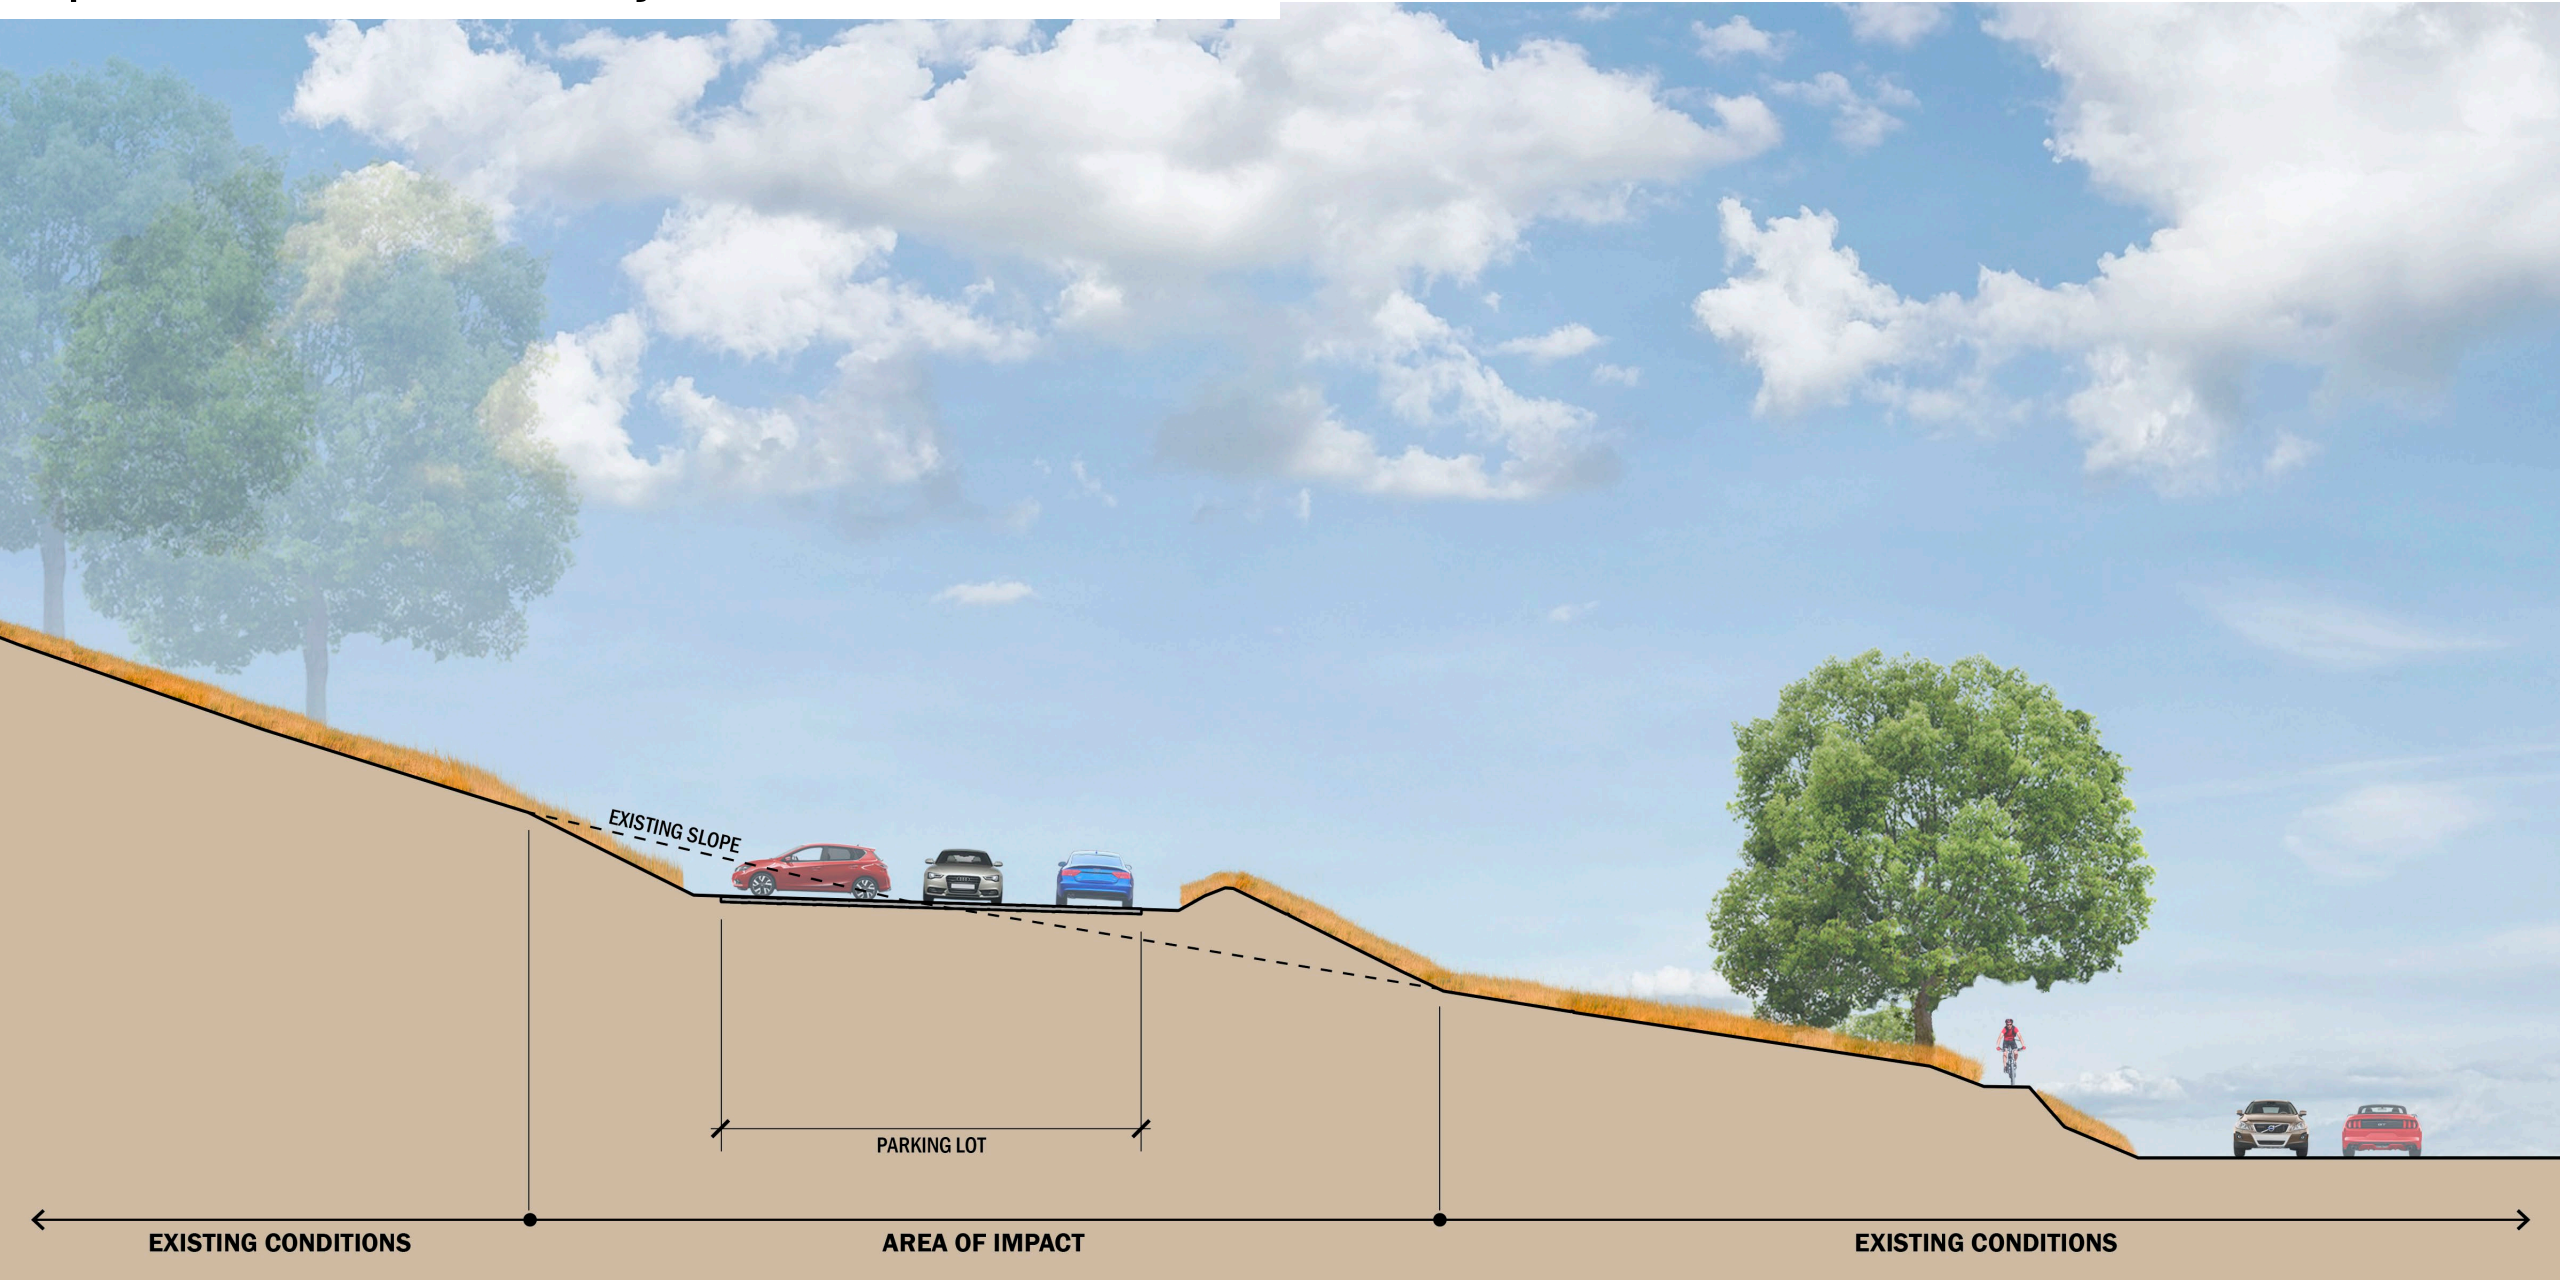 EXISTING SLOPE
PARKING LOT
EXISTING CONDITIONS
AREA OF IMPACT
EXISTING CONDITIONS